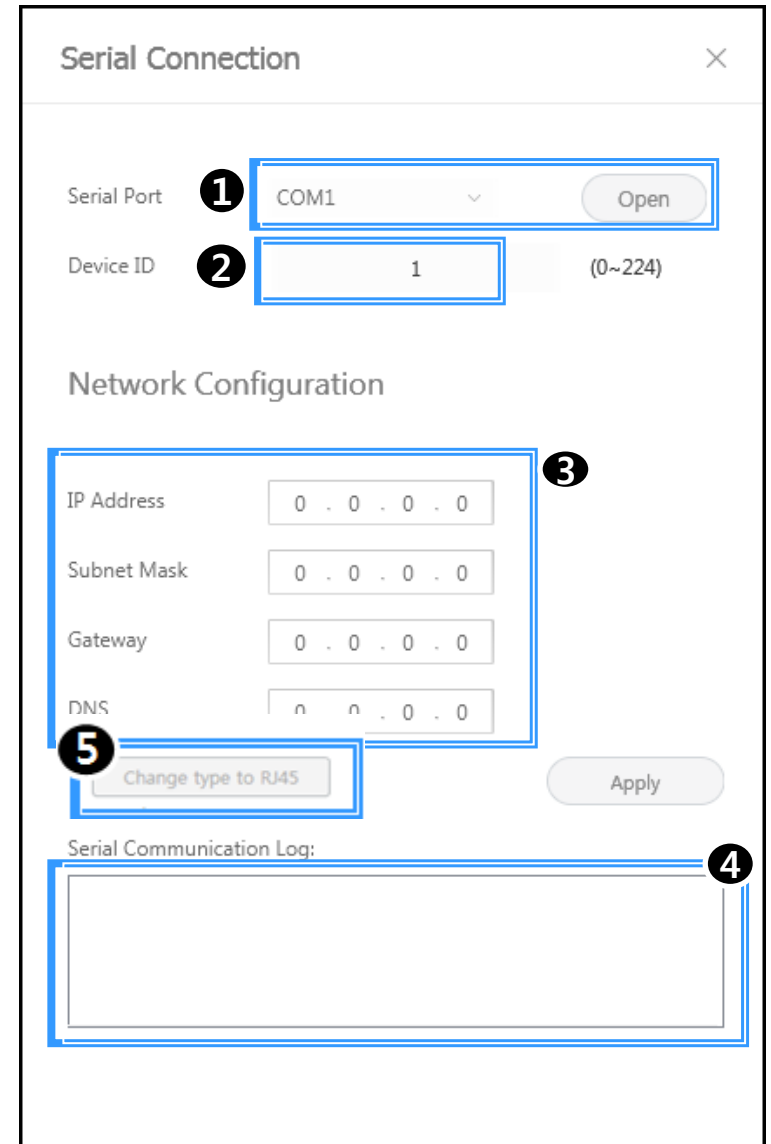 Serial Connection
Serial Port 1 COM1 Open
Device ID 2 1 (0~224)
Network Configuration
3
IP Address 0 . 0 . 0 . 0
Subnet Mask 0 . 0 . 0 . 0
Gateway 0 . 0 . 0 . 0
DNS 0 0 . 0 . 0
5
Change type to RJ45 Apply
Serial Communication Log:
4